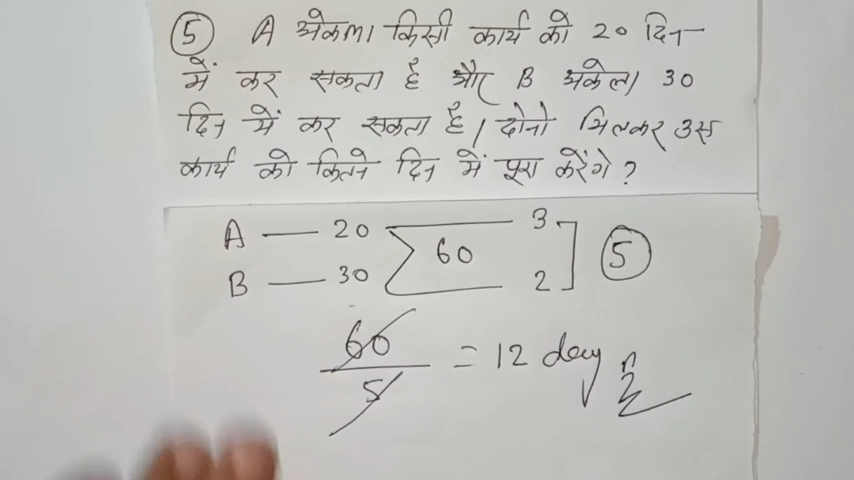 ⑤ A अकेला किसी कार्य को 20 दिन
में कर सकता है और B अकेला 30
दिन में कर सकता है। दोनो मिलकर उस
कार्य को कितने दिन में पूरा करेंगे ?
A — 20 60 3 ⑤
B — 30 2
60/5 = 12 day